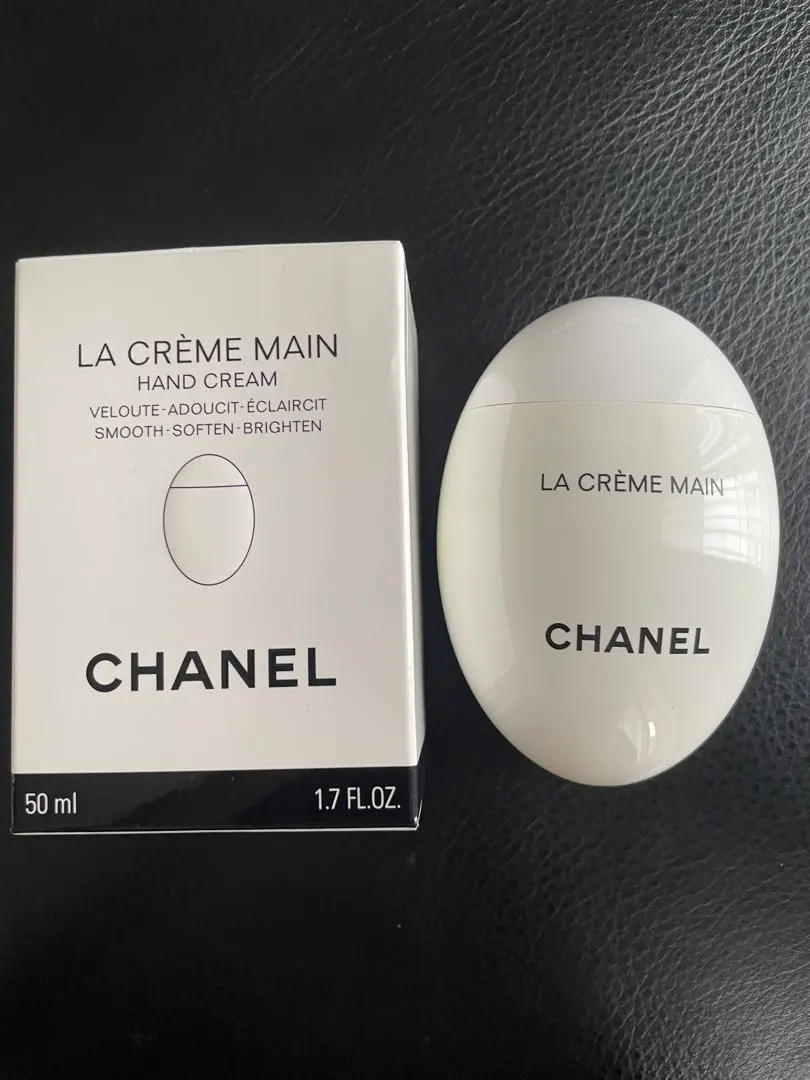 LA CRÈME MAIN
HAND CREAM
VELOUTE-ADOUCIT-ÉCLAIRCIT
SMOOTH-SOFTEN-BRIGHTEN
CHANEL
50 ml 1.7 FL.OZ.
LA CRÈME MAIN
CHANEL